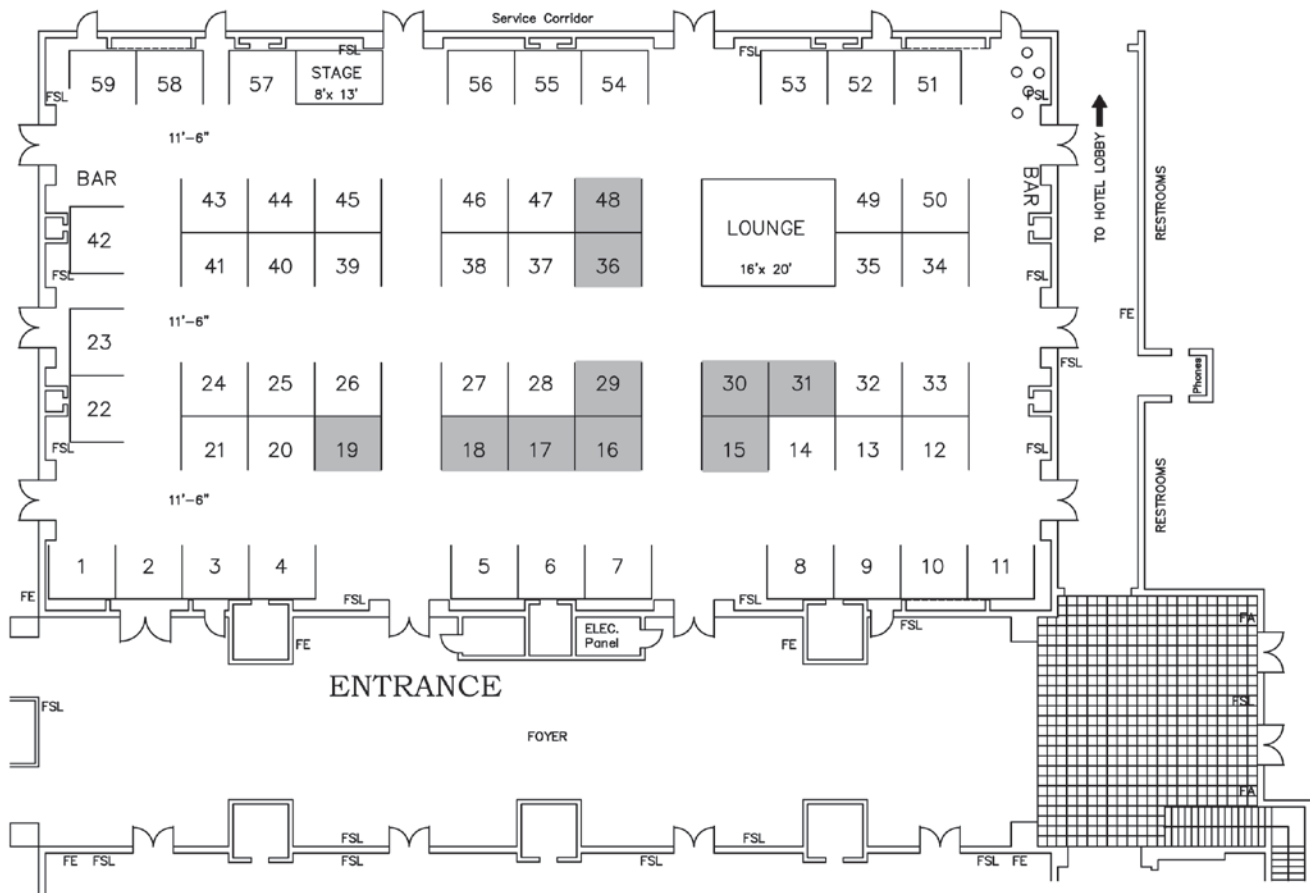 Service Corridor
FSL
FSL
59
58
57
STAGE
8'x 13'
56
55
54
53
52
51
FSL
FSL
11'-6"
BAR
43
44
45
46
47
48
LOUNGE
16'x 20'
49
50
BAR
TO HOTEL LOBBY
RESTROOMS
42
41
40
39
38
37
36
35
34
FSL
FSL
11'-6"
FE
23
24
25
26
27
28
29
30
31
32
33
FSL
Phones
22
21
20
19
18
17
16
15
14
13
12
FSL
FSL
11'-6"
RESTROOMS
1
2
3
4
5
6
7
8
9
10
11
FE
FSL
FSL
FSL
FE
ELEC.
Panel
FE
FA
ENTRANCE
FSL
FSL
FOYER
FA
FSL
FSL
FE
FSL
FSL
FSL
FSL
FE